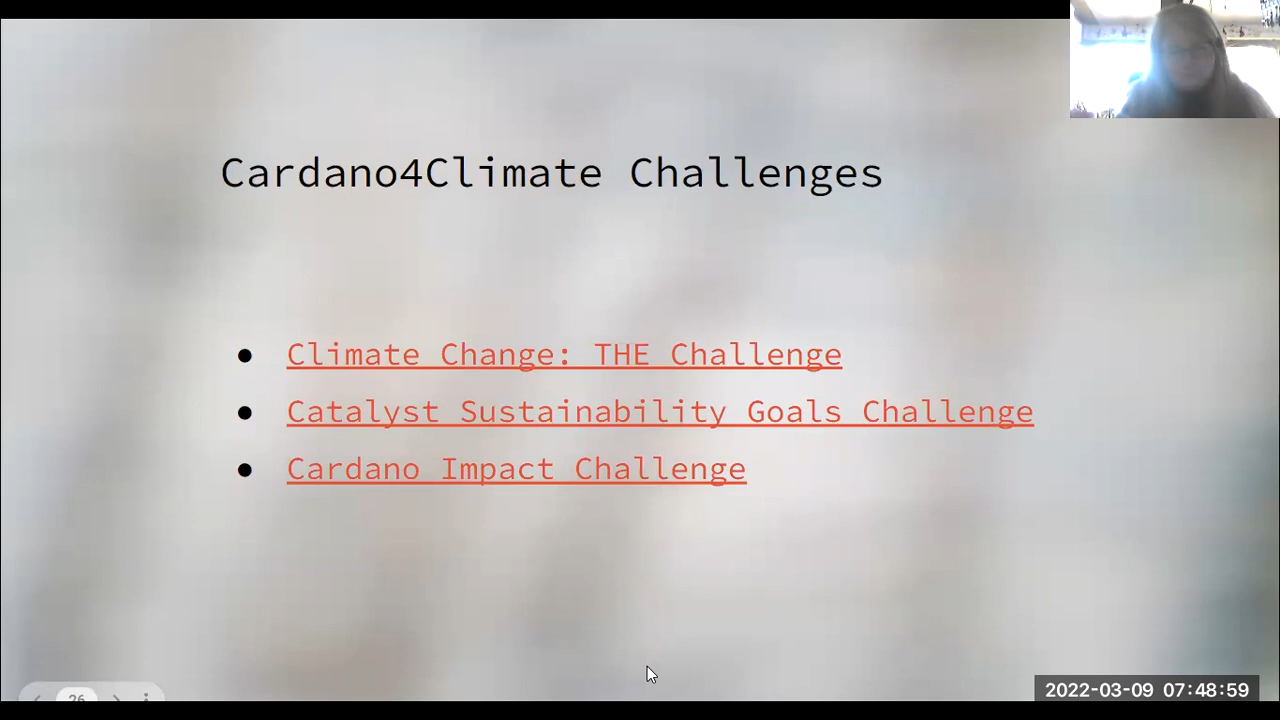 Cardano4Climate Challenges
● Climate Change: THE Challenge
● Catalyst Sustainability Goals Challenge
● Cardano Impact Challenge
26
2022-03-09 07:48:59